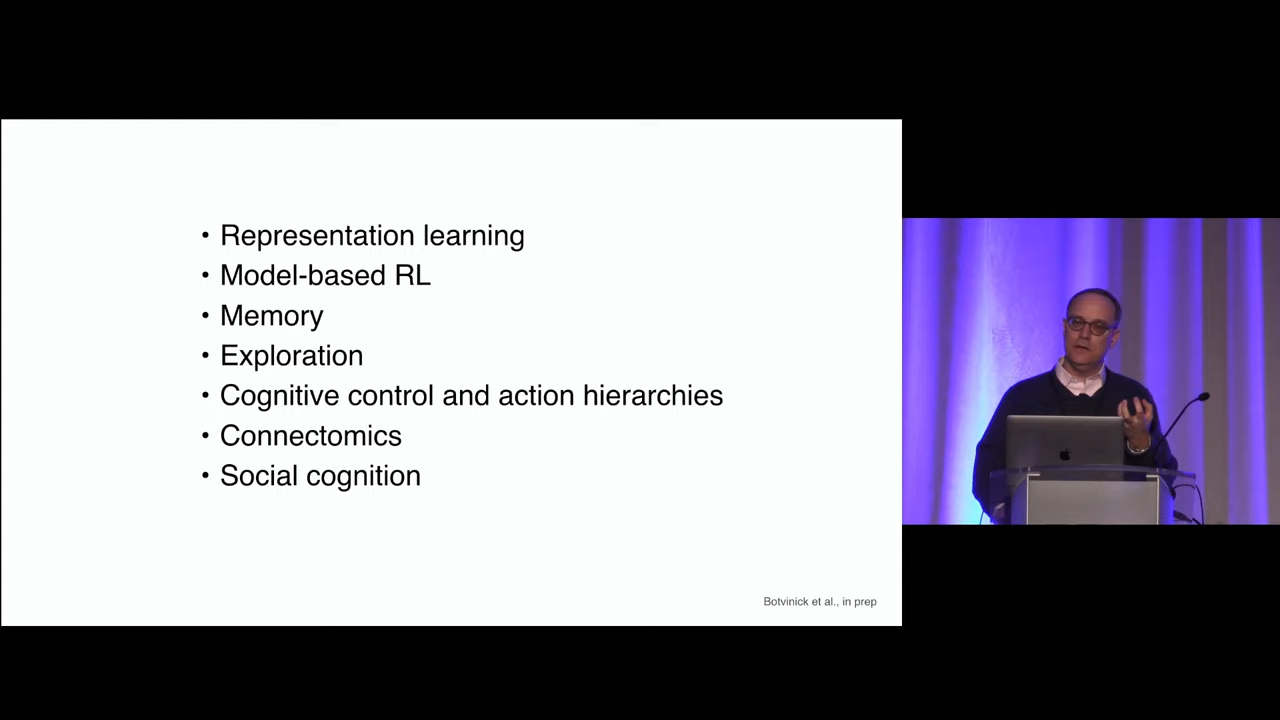 • Representation learning
• Model-based RL
• Memory
• Exploration
• Cognitive control and action hierarchies
• Connectomics
• Social cognition
Botvinick et al., in prep